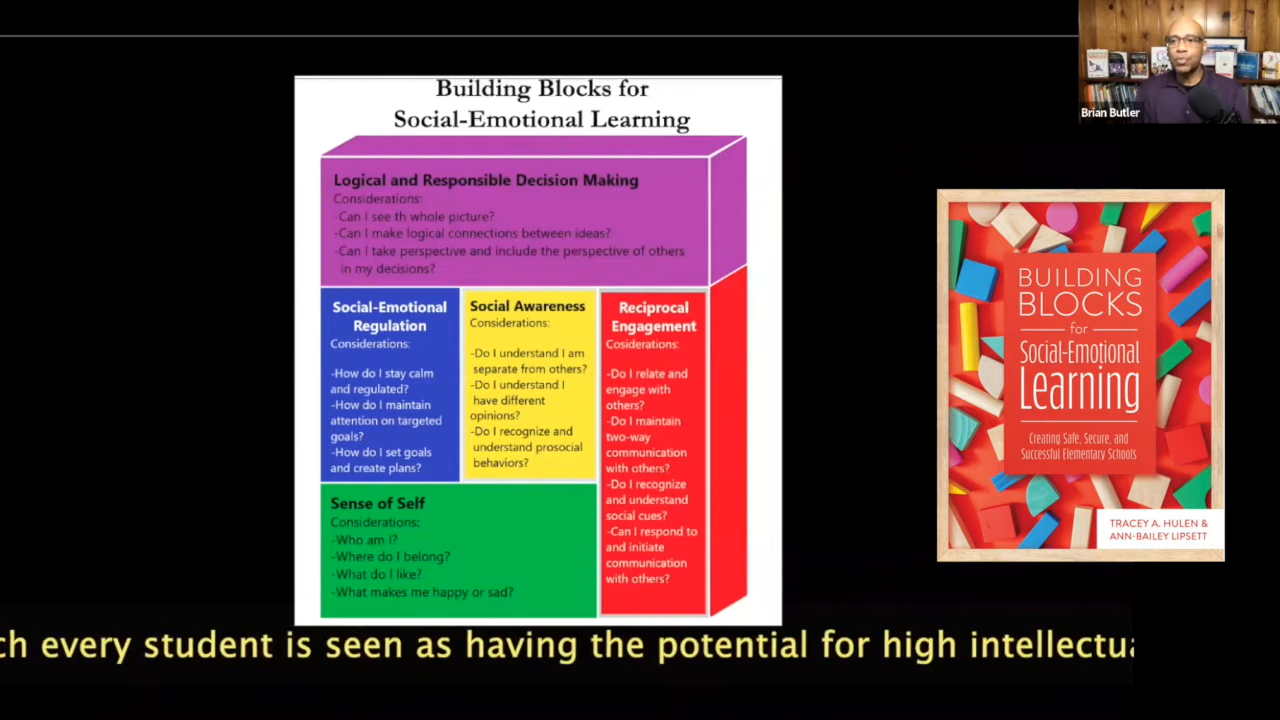 Brian Butler
Building Blocks for
Social-Emotional Learning
Logical and Responsible Decision Making
Considerations:
-Can I see th whole picture?
-Can I make logical connections between ideas?
-Can I take perspective and include the perspective of others
in my decisions?
Social-Emotional
Regulation
Considerations:
-How do I stay calm
and regulated?
-How do I maintain
attention on targeted
goals?
-How do I set goals
and create plans?
Social Awareness
Considerations:
-Do I understand I am
separate from others?
-Do I understand I
have different
opinions?
-Do I recognize and
understand prosocial
behaviors?
Reciprocal
Engagement
Cosiderations:
-Do I relate and
engage with
others?
-Do I maintain
two-way
communication
with others?
-Do I recognize
and understand
social cues?
-Can I respond to
and initiate
communication
with others?
Sense of Self
Considerations:
-Who am I?
-Where do I belong?
-What do I like?
-What makes me happy or sad?
BUILDING
BLOCKS
for
Social-Emotional
Learning
Creating Safe, Secure, and
Successful Elementary Schools
TRACEY A. HULEN &
ANN-BAILEY LIPSETT
ch every student is seen as having the potential for high intellectua